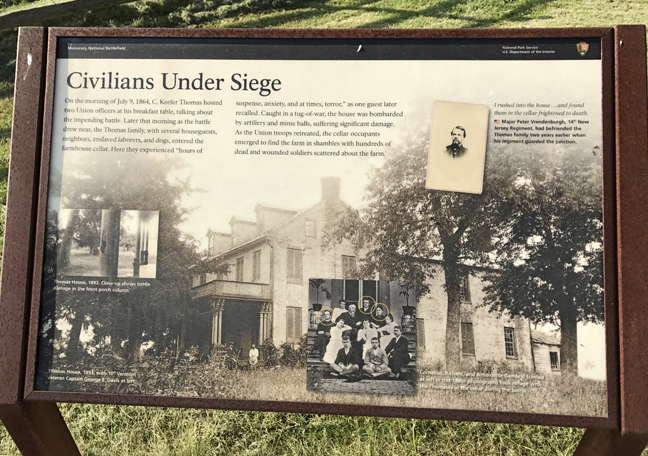 Monocacy National Battlefield
National Park Service
U.S. Department of the Interior
Civilians Under Siege
On the morning of July 9, 1864, C. Keefer Thomas hosted
two Union officers at his breakfast table, talking about
the impending battle. Later that morning as the battle
drew near, the Thomas family, with several houseguests,
neighbors, enslaved laborers, and dogs, entered the
farmhouse cellar. Here they experienced "hours of
suspense, anxiety, and at times, terror," as one guest later
recalled. Caught in a tug-of-war, the house was bombarded
by artillery and minie balls, suffering significant damage.
As the Union troops retreated, the cellar occupants
emerged to find the farm in shambles with hundreds of
dead and wounded soldiers scattered about the farm.
I rushed into the house…and found
them in the cellar frightened to death.
Major Peter Vredenburgh, 14th New
Jersey Regiment, had befriended the
Thomas family two years earlier when
his regiment guarded the junction.
Thomas House, 1893. Close-up shows battle
damage in the front porch column.
Thomas House, 1893, with 10th Vermont
veteran Captain George E. Davis at left.